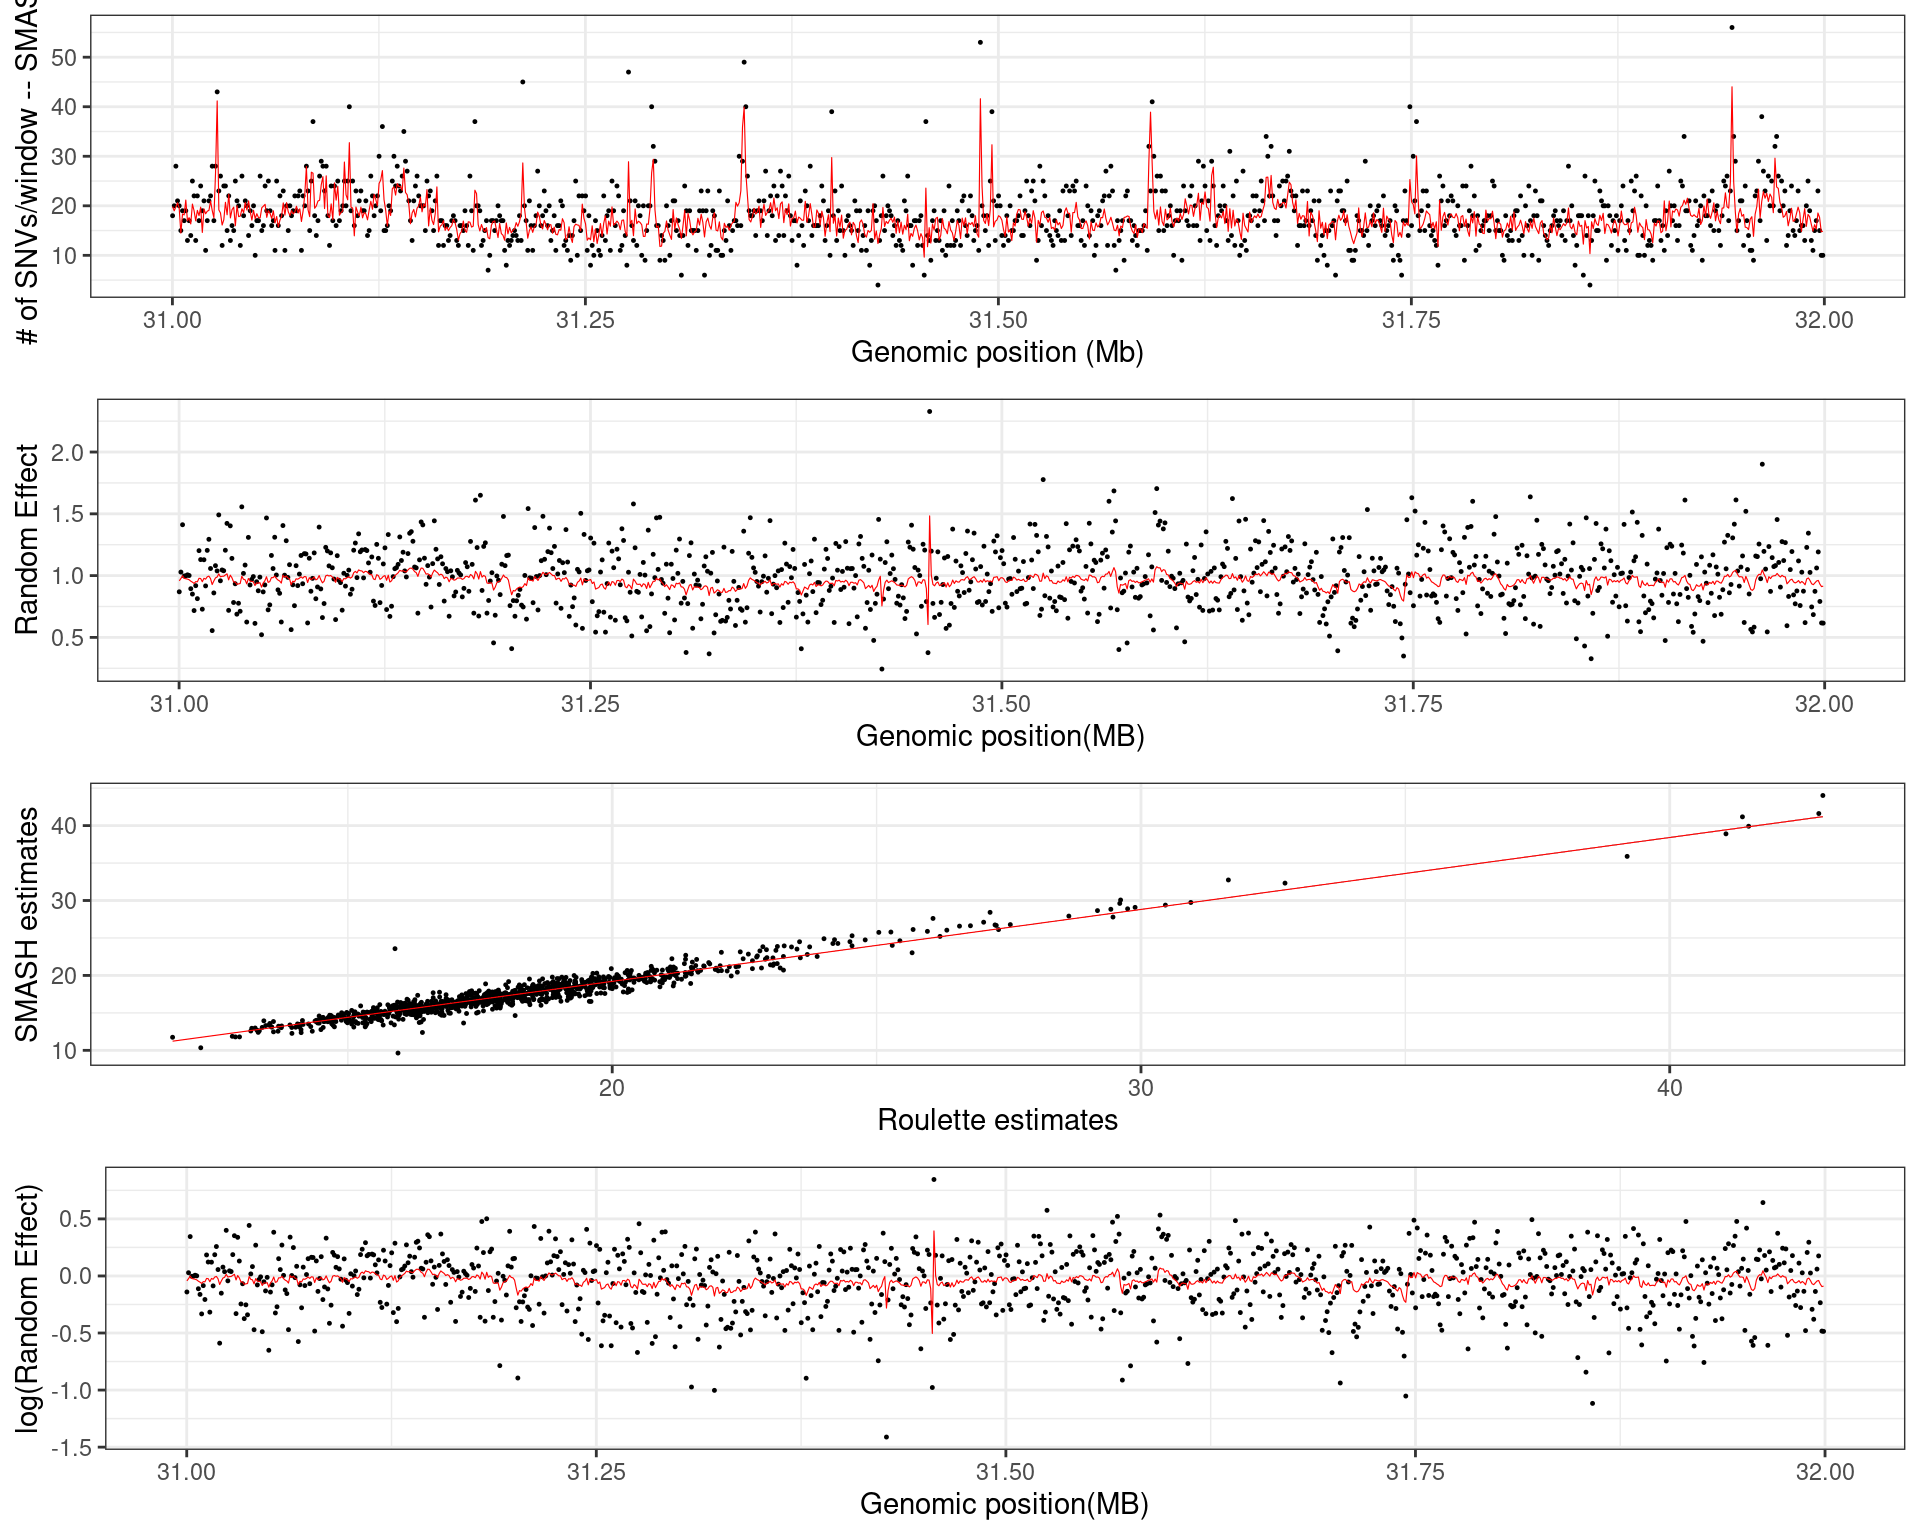 # of SNVs/window -- SMAS
50
40
30
20
10
31.00 31.25 31.50 31.75 32.00
Genomic position (Mb)
Random Effect
2.0
1.5
1.0
0.5
31.00 31.25 31.50 31.75 32.00
Genomic position(MB)
SMASH estimates
40
30
20
10
20 30 40
Roulette estimates
log(Random Effect)
0.5
0.0
-0.5
-1.0
-1.5
31.00 31.25 31.50 31.75 32.00
Genomic position(MB)